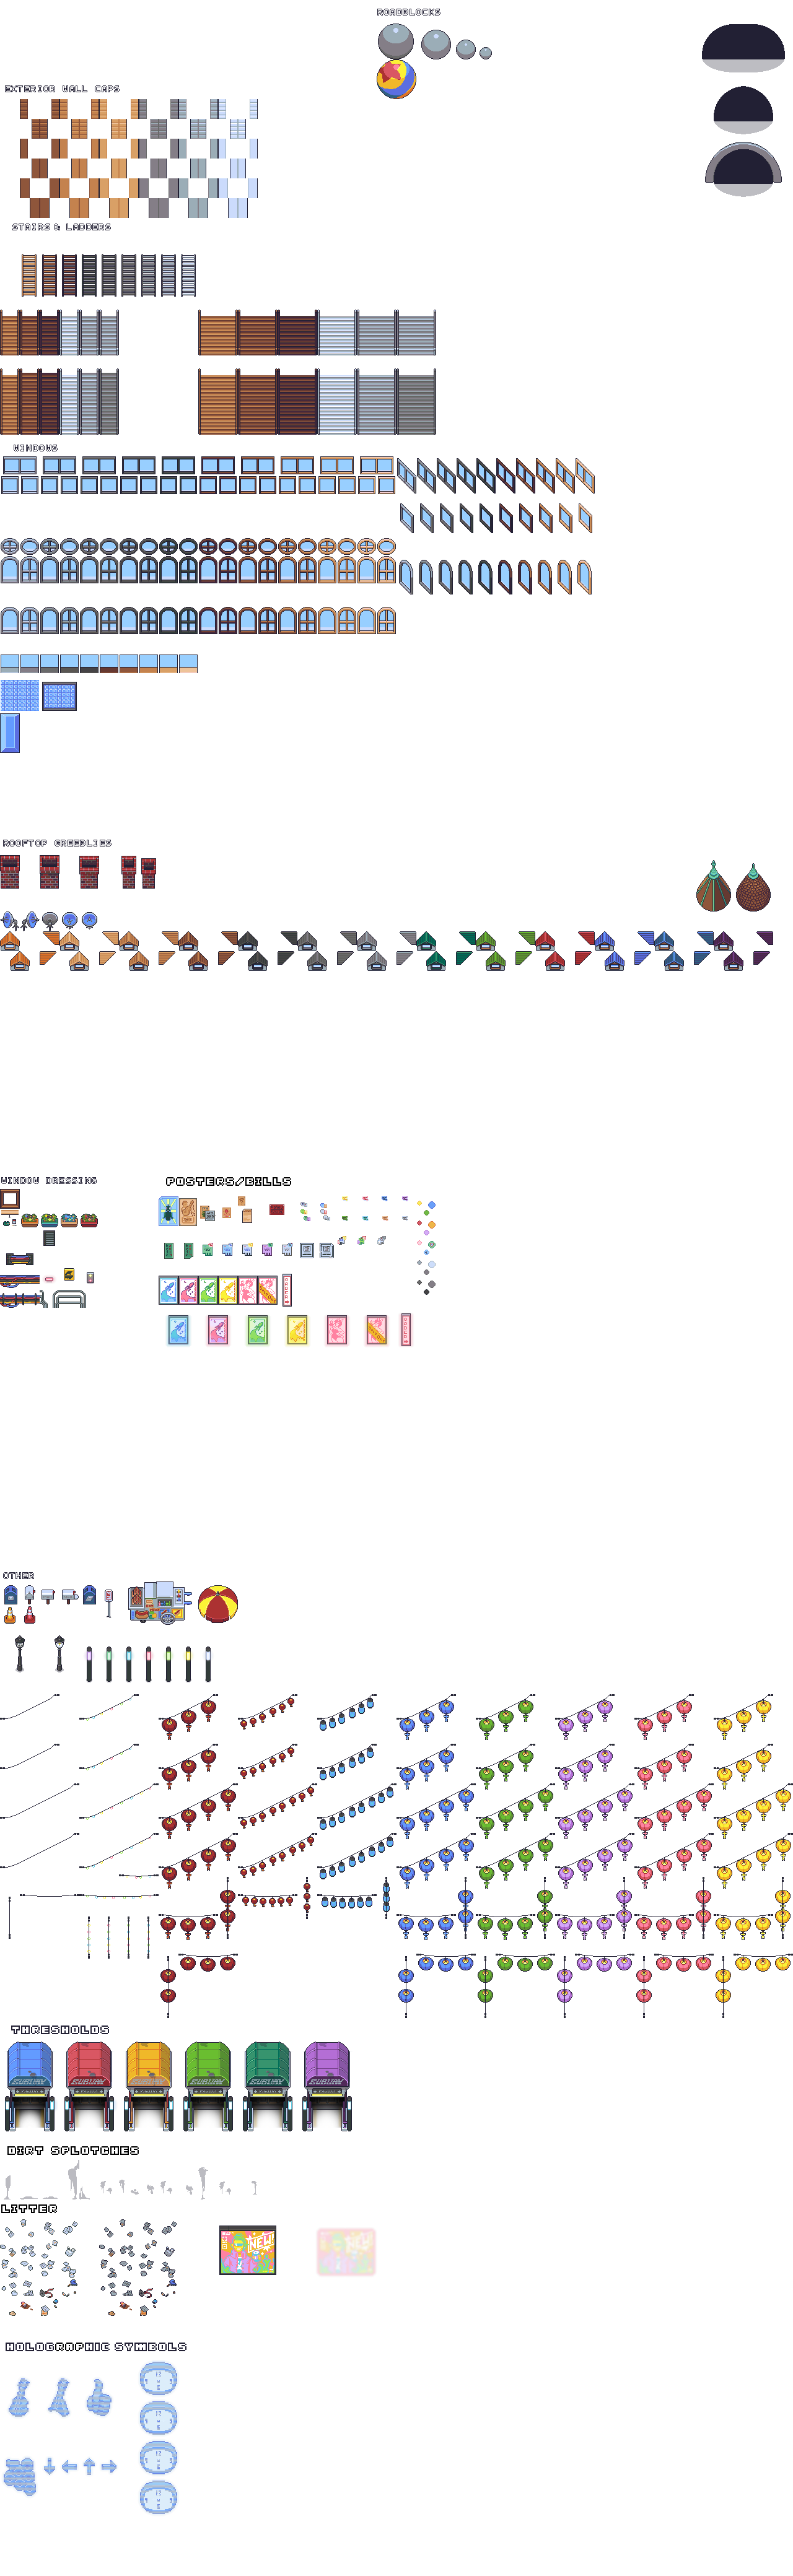 ROADBLOCKS
EXTERIOR WALL CAPS
STAIRS & LADDERS
WINDOWS
ROOFTOP GREEBLIES
WINDOW DRESSING
POSTERS/BILLS
OTHER
THRESHOLDS
DIRT SPLOTCHES
LITTER
NEW!
HOLOGRAPHIC SYMBOLS